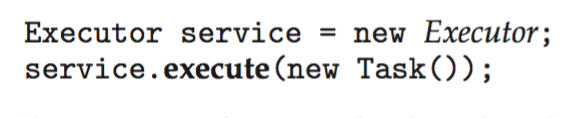 Executor service = new Executor;
service.execute(new Task());